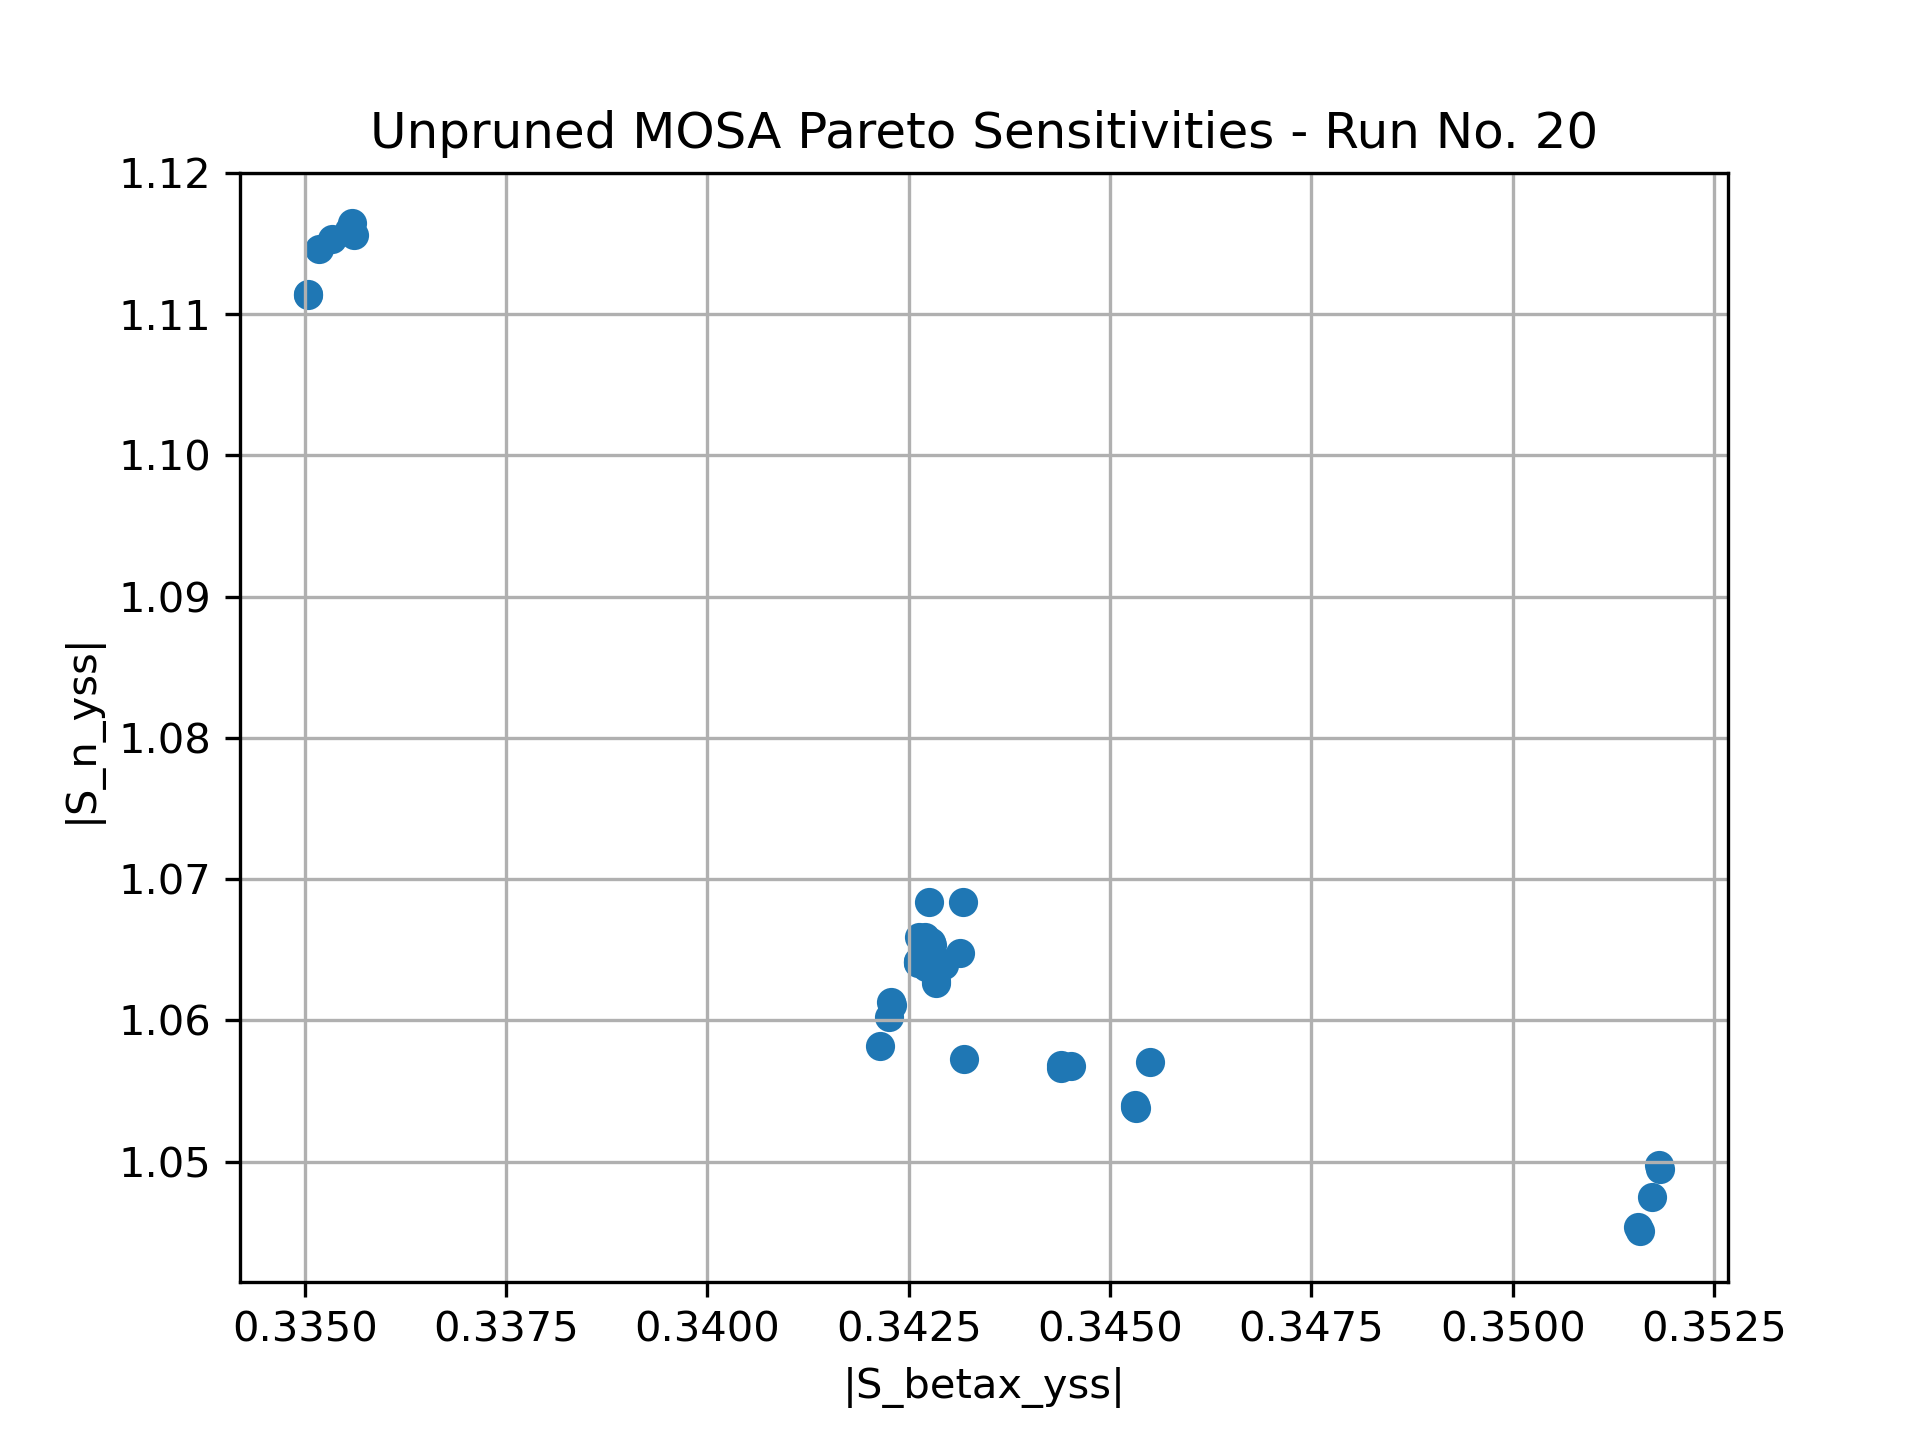 Unpruned MOSA Pareto Sensitivities - Run No. 20
1.12
1.11
1.10
1.09
1.08
1.07
1.06
1.05
|S_n_yss|
0.3350 0.3375 0.3400 0.3425 0.3450 0.3475 0.3500 0.3525
|S_betax_yss|